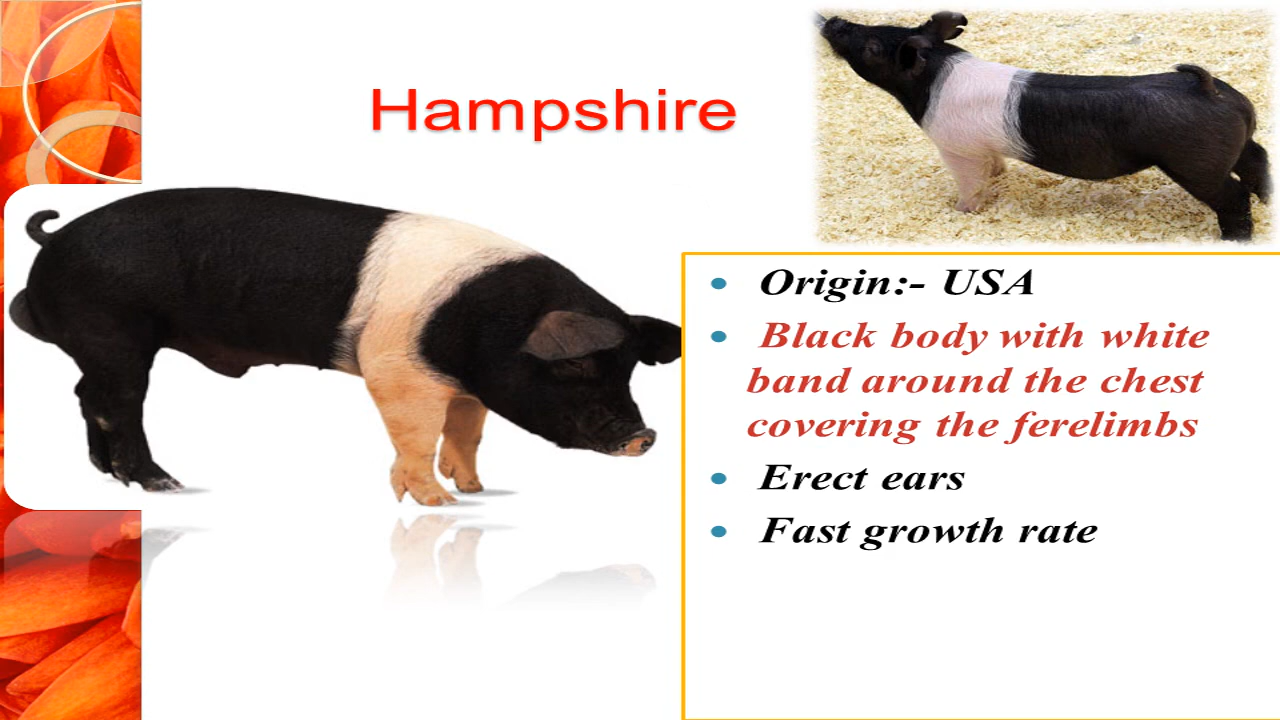 Hampshire
• Origin:- USA
• Black body with white
band around the chest
covering the ferelimbs
• Erect ears
• Fast growth rate